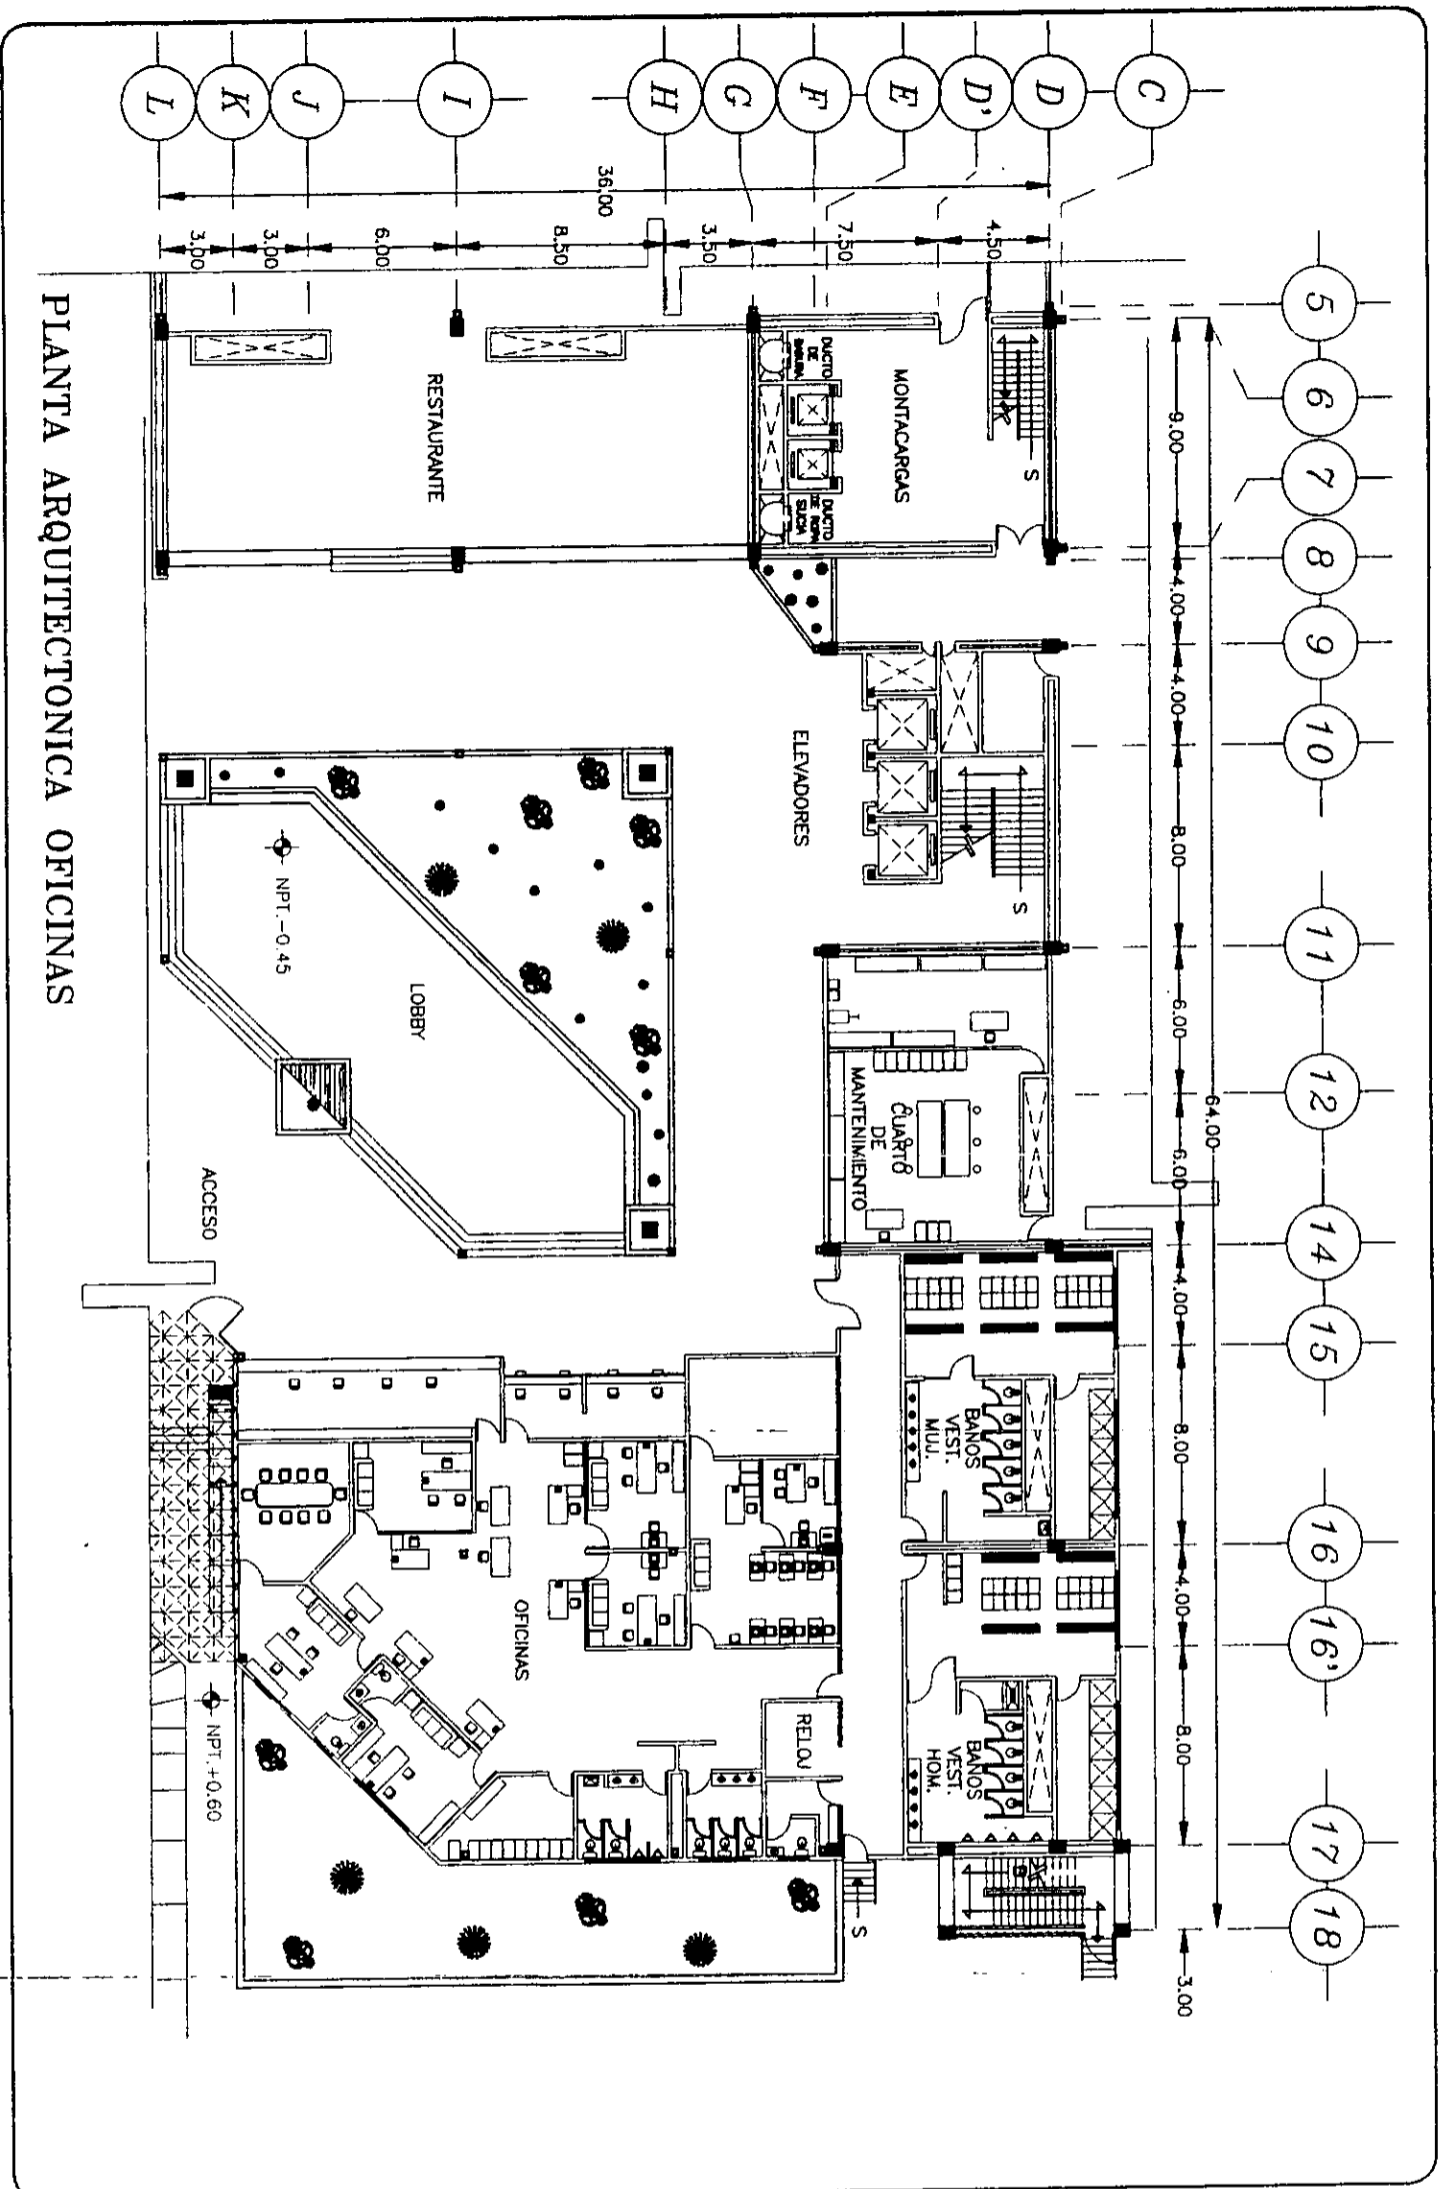 5
6
7
8
9
10
11
12
14
15
16
16'
17
18
64.00
9.00
4.00
4.00
8.00
6.00
6.00
4.00
8.00
4.00
8.00
3.00
C
D
D'
E
F
G
H
I
J
K
L
36.00
4.50
7.50
3.50
8.50
6.00
3.00
3.00
S
MONTACARGAS
DUCTO
DE
BASURA
DUCTO
DE ROPA
SUCIA
RESTAURANTE
S
ELEVADORES
CUARTO
DE
MANTENIMIENTO
LOBBY
NPT.-0.45
ACCESO
BANOS
VEST.
MUJ.
BANOS
VEST.
HOM.
OFICINAS
RELOJ
S
NPT.+0.60
PLANTA ARQUITECTONICA OFICINAS